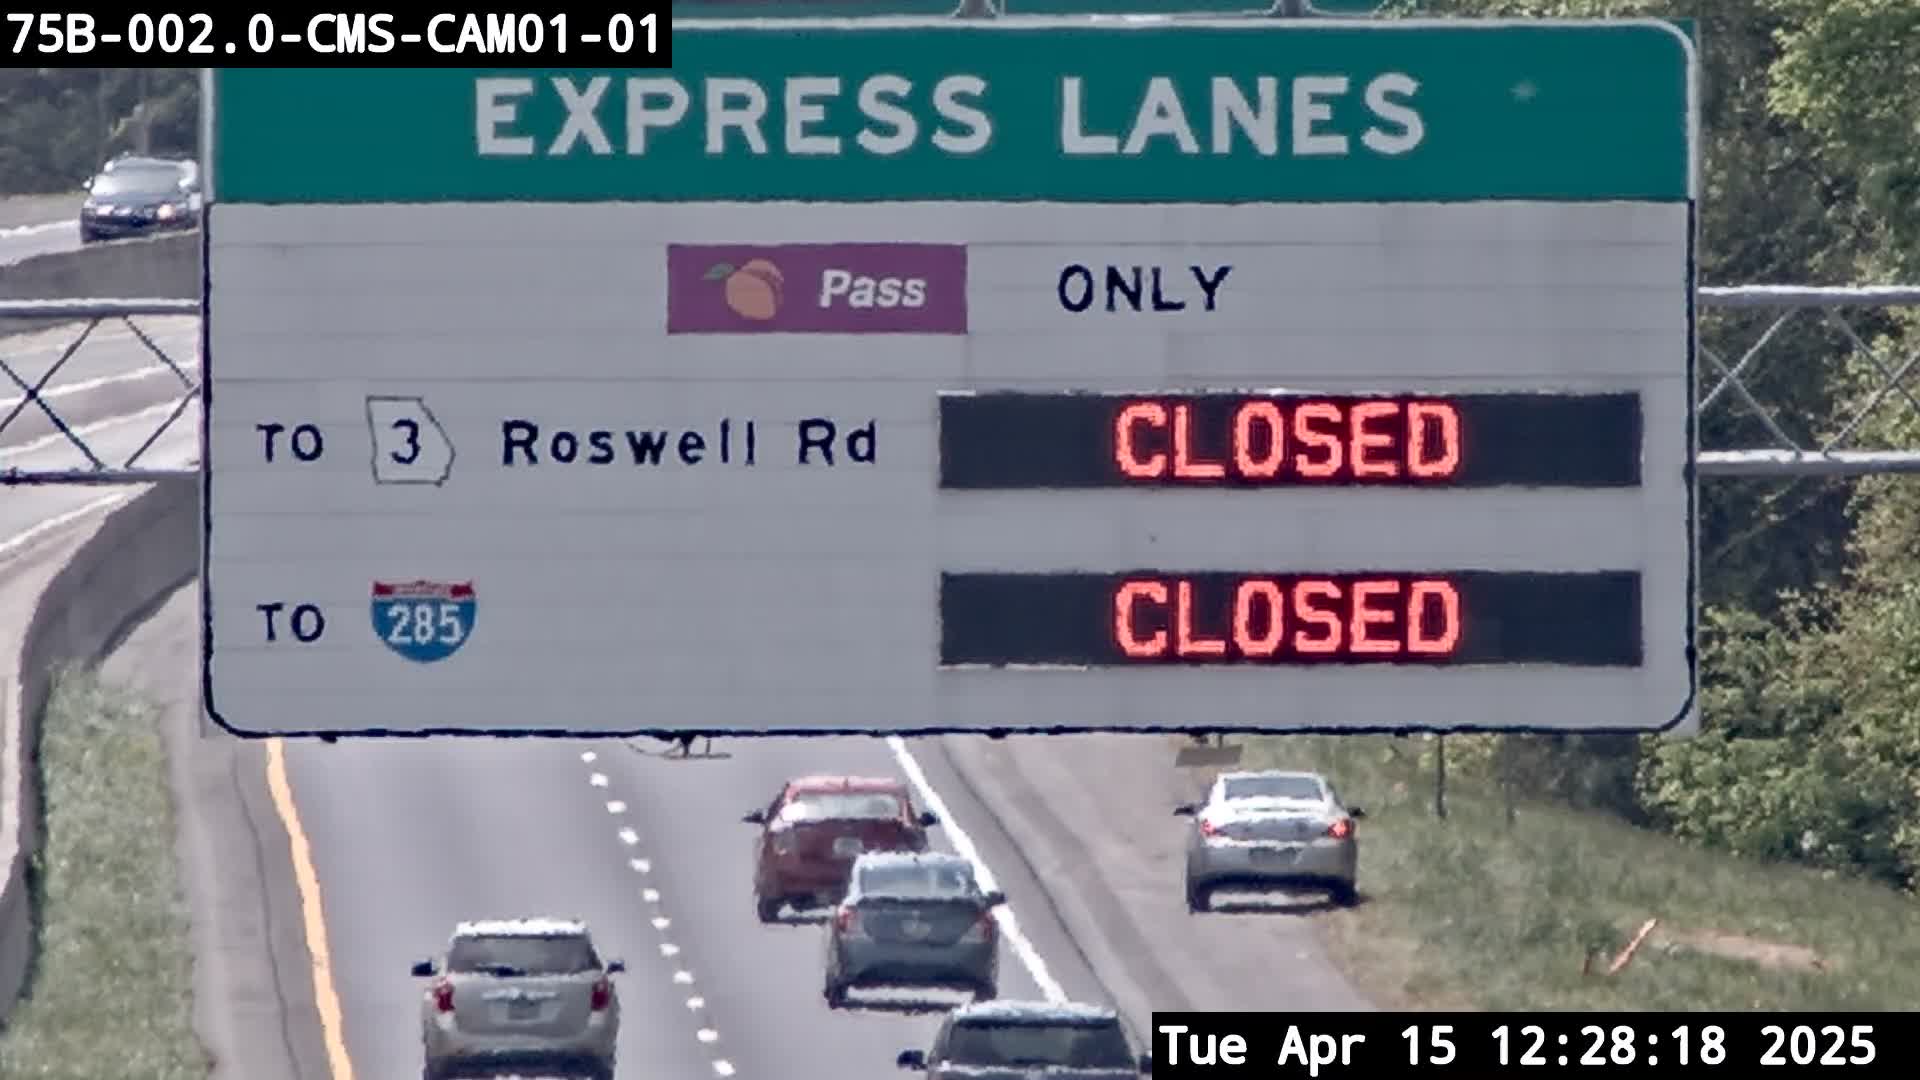 75B-002.0-CMS-CAM01-01
EXPRESS LANES
Pass ONLY
TO 3 Roswell Rd CLOSED
TO 285 CLOSED
Tue Apr 15 12:28:18 2025